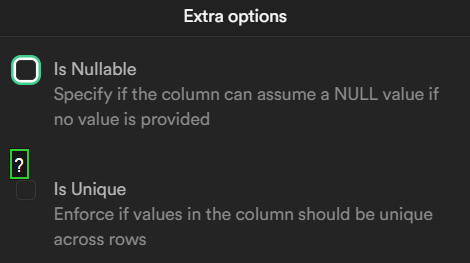 Extra options
Is Nullable
Specify if the column can assume a NULL value if
no value is provided
?
Is Unique
Enforce if values in the column should be unique
across rows